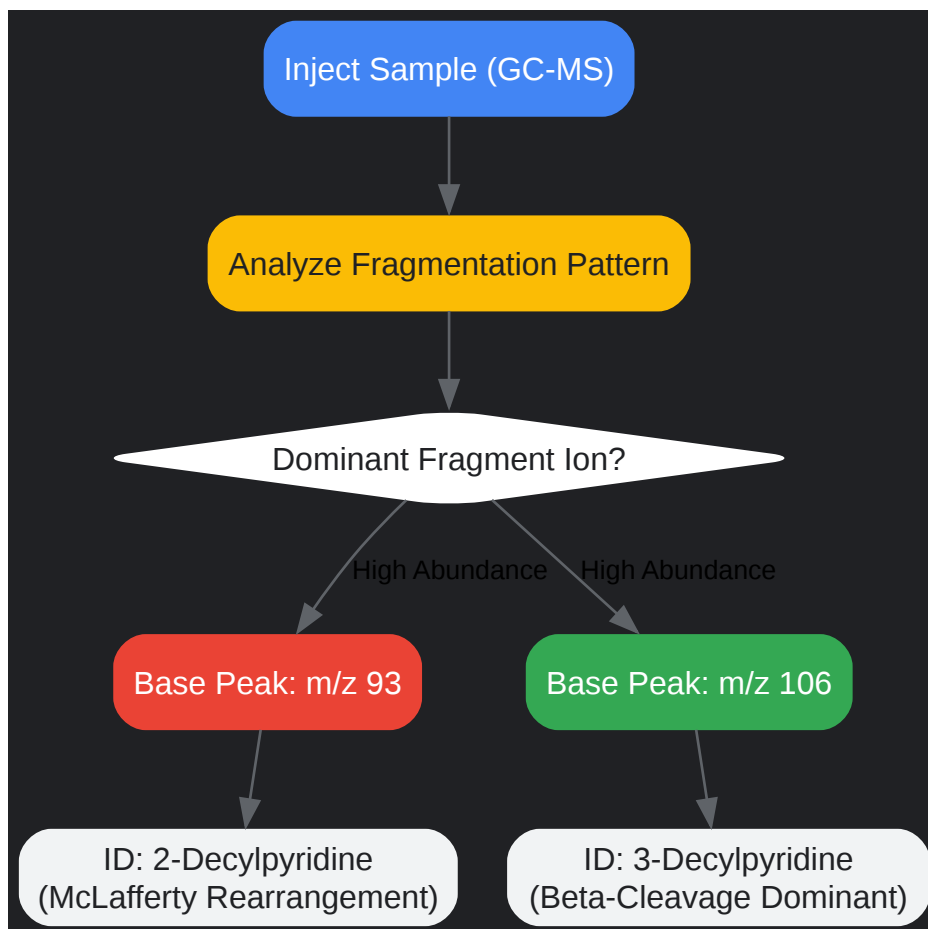 Inject Sample (GC-MS)
Analyze Fragmentation Pattern
Dominant Fragment Ion?
High Abundance
High Abundance
Base Peak: m/z 93
Base Peak: m/z 106
ID: 2-Decylpyridine
(McLafferty Rearrangement)
ID: 3-Decylpyridine
(Beta-Cleavage Dominant)